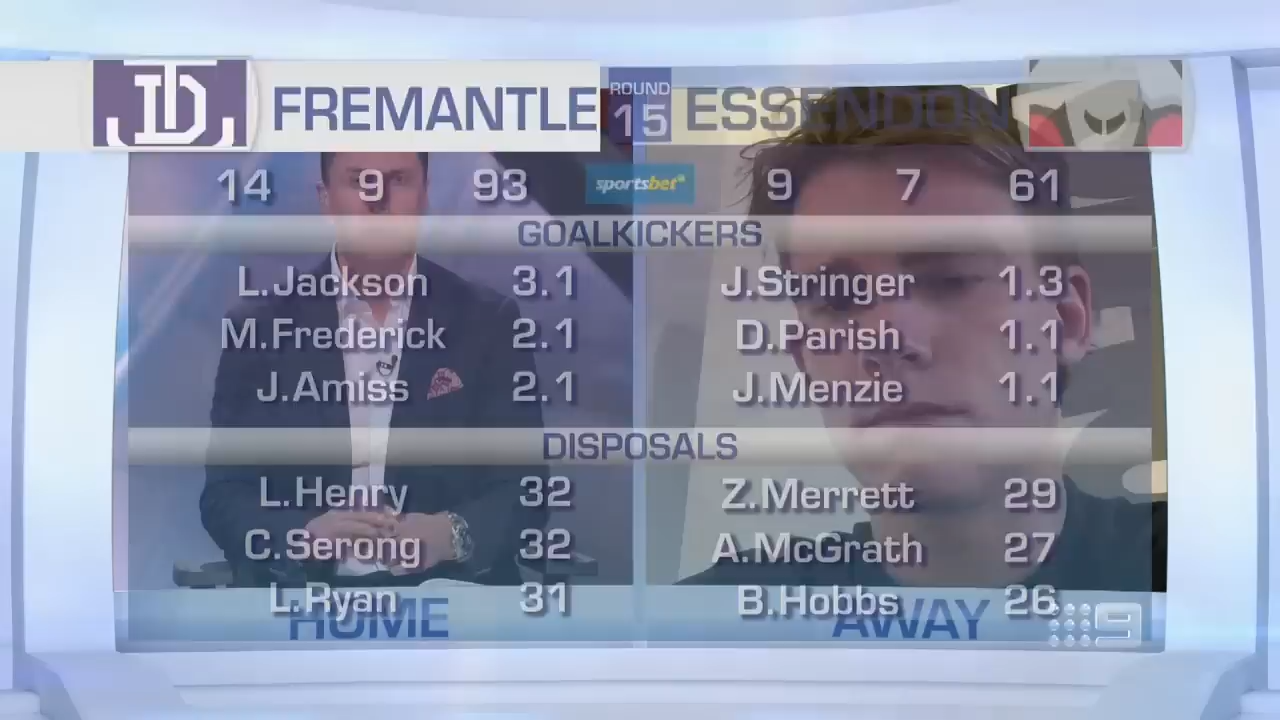 FREMANTLE ROUND 15 ESSENDON
14 9 93 sportsbet 9 7 61
GOALKICKERS
L.Jackson 3.1 J.Stringer 1.3
M.Frederick 2.1 D.Parish 1.1
J.Amiss 2.1 J.Menzie 1.1
DISPOSALS
L.Henry 32 Z.Merrett 29
C.Serong 32 A.McGrath 27
L.Ryan 31 B.Hobbs 26
HOME AWAY 9